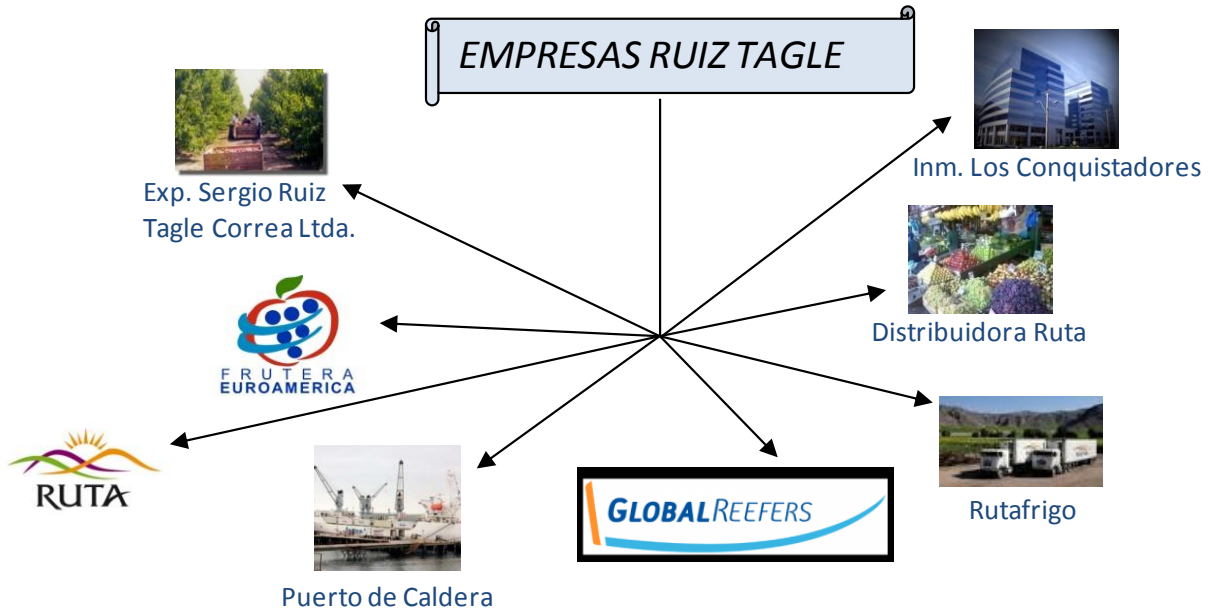 EMPRESAS RUIZ TAGLE
Exp. Sergio Ruiz
Tagle Correa Ltda.
Inm. Los Conquistadores
FRUTERA
EUROAMERICA
Distribuidora Ruta
RUTA
Puerto de Caldera
GLOBALREEFERS
Rutafrigo